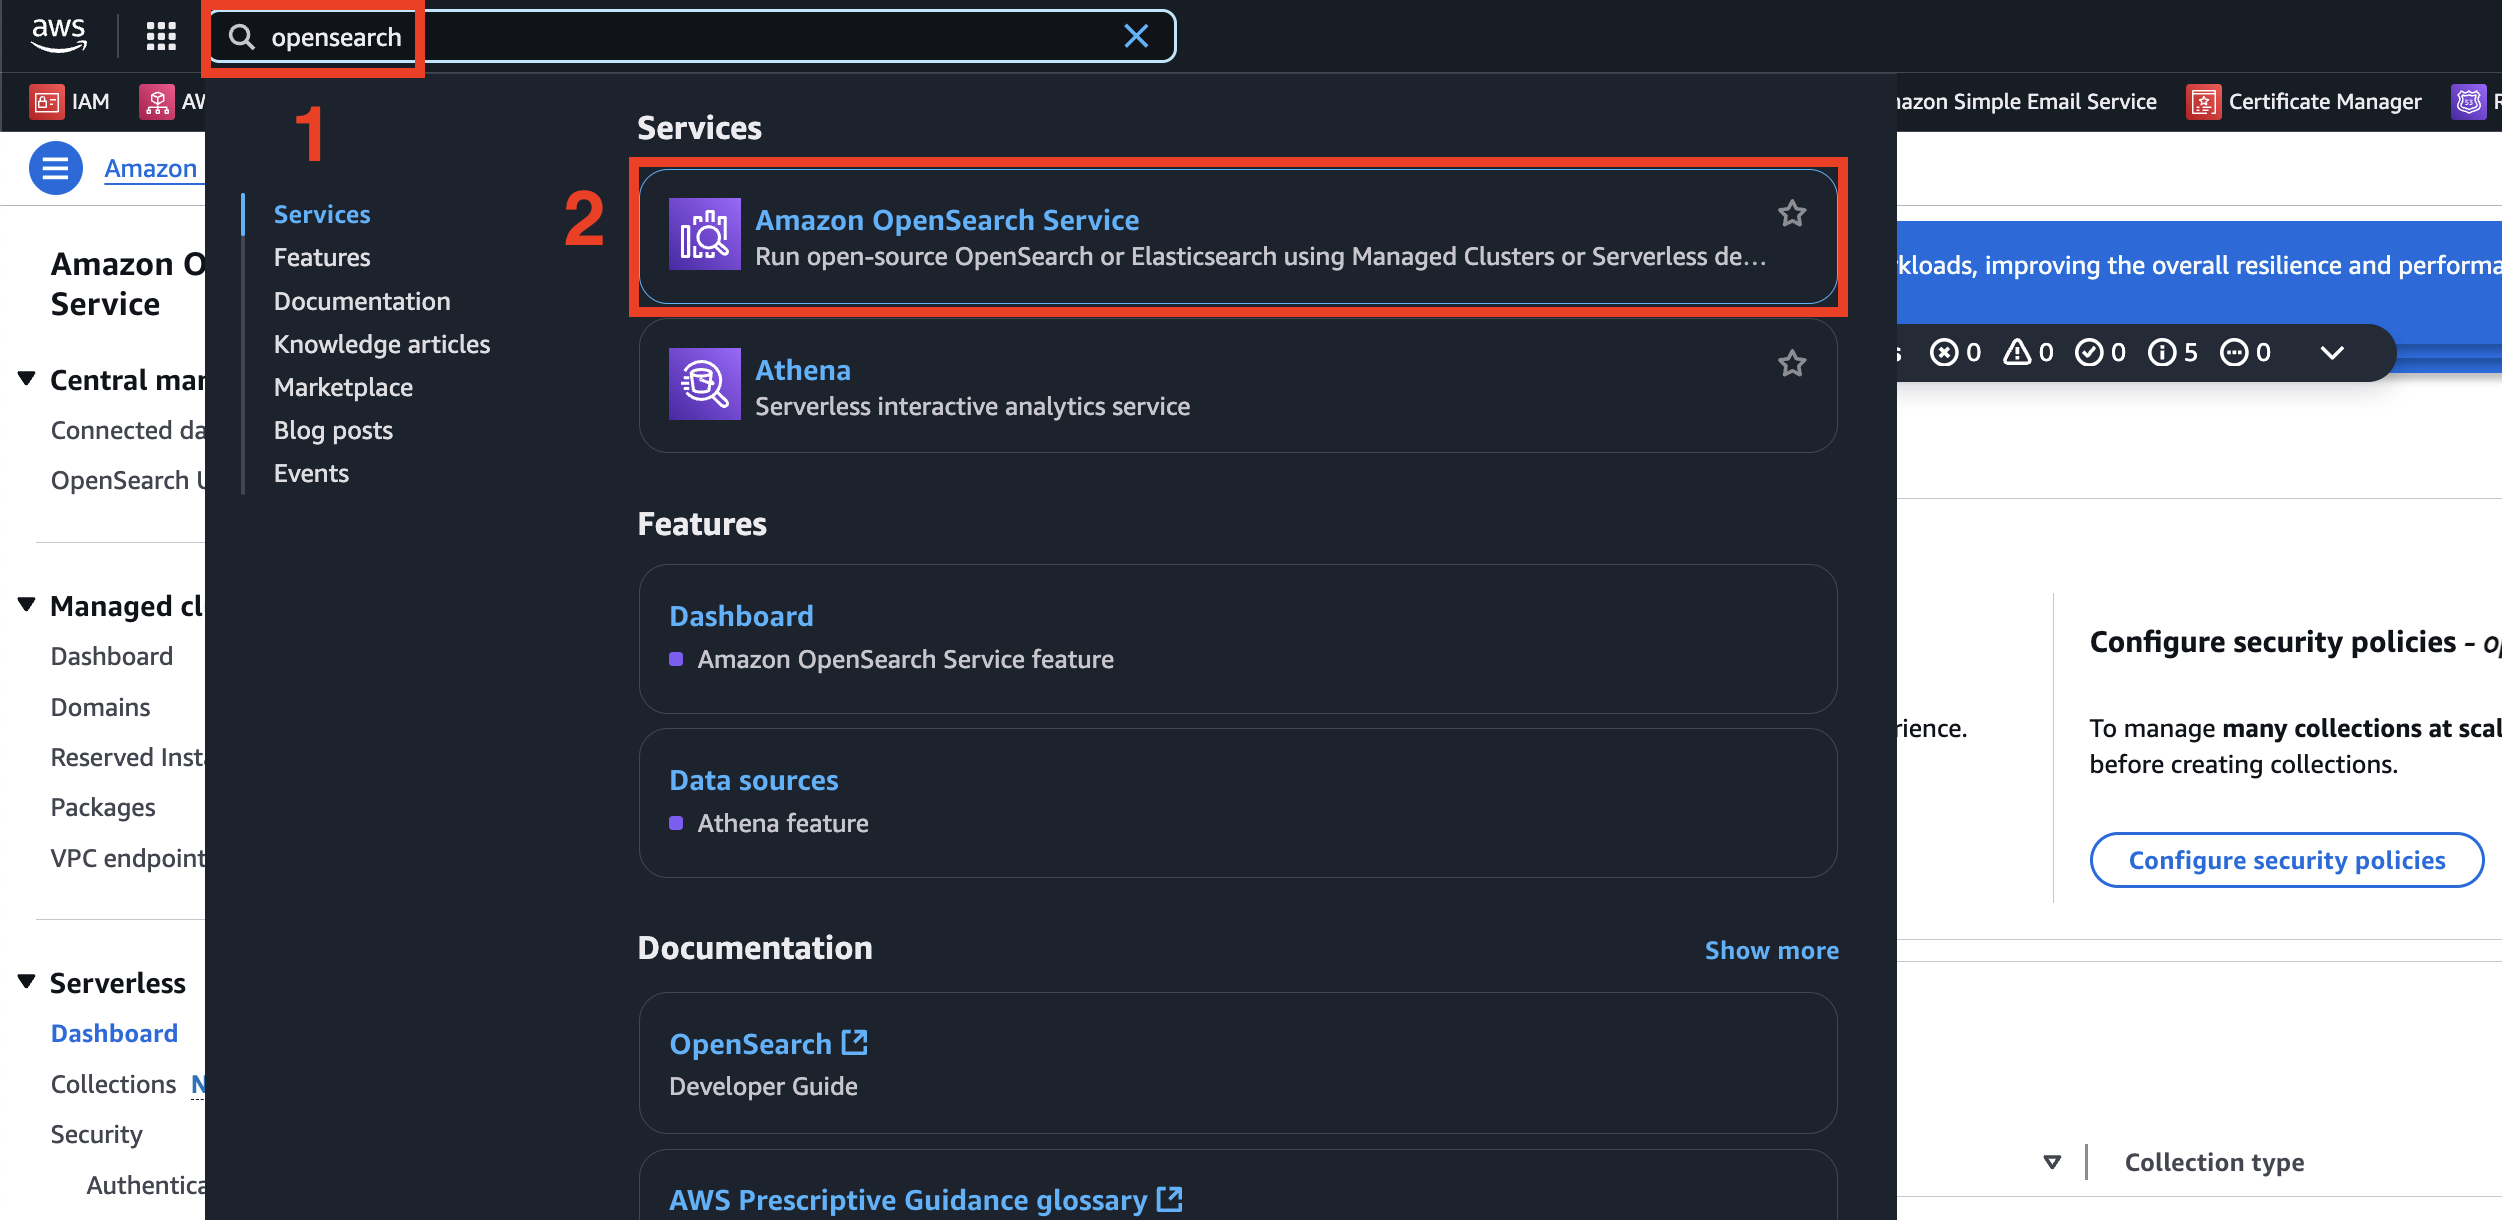 aws
opensearch
IAM
AW
Amazon Simple Email Service
Certificate Manager
1
2
Amazon
Amazon O
Service
Central man
Connected da
OpenSearch U
Managed cl
Dashboard
Domains
Reserved Insta
Packages
VPC endpoint
Serverless
Dashboard
Collections N
Security
Authentica
Services
Features
Documentation
Knowledge articles
Marketplace
Blog posts
Events
Services
Amazon OpenSearch Service
Run open-source OpenSearch or Elasticsearch using Managed Clusters or Serverless de...
Athena
Serverless interactive analytics service
Features
Dashboard
Amazon OpenSearch Service feature
Data sources
Athena feature
Documentation
Show more
OpenSearch
Developer Guide
AWS Prescriptive Guidance glossary
kloads, improving the overall resilience and performa
s 0 0 0 5 0
Configure security policies - op
rience.
To manage many collections at scal
before creating collections.
Configure security policies
Collection type